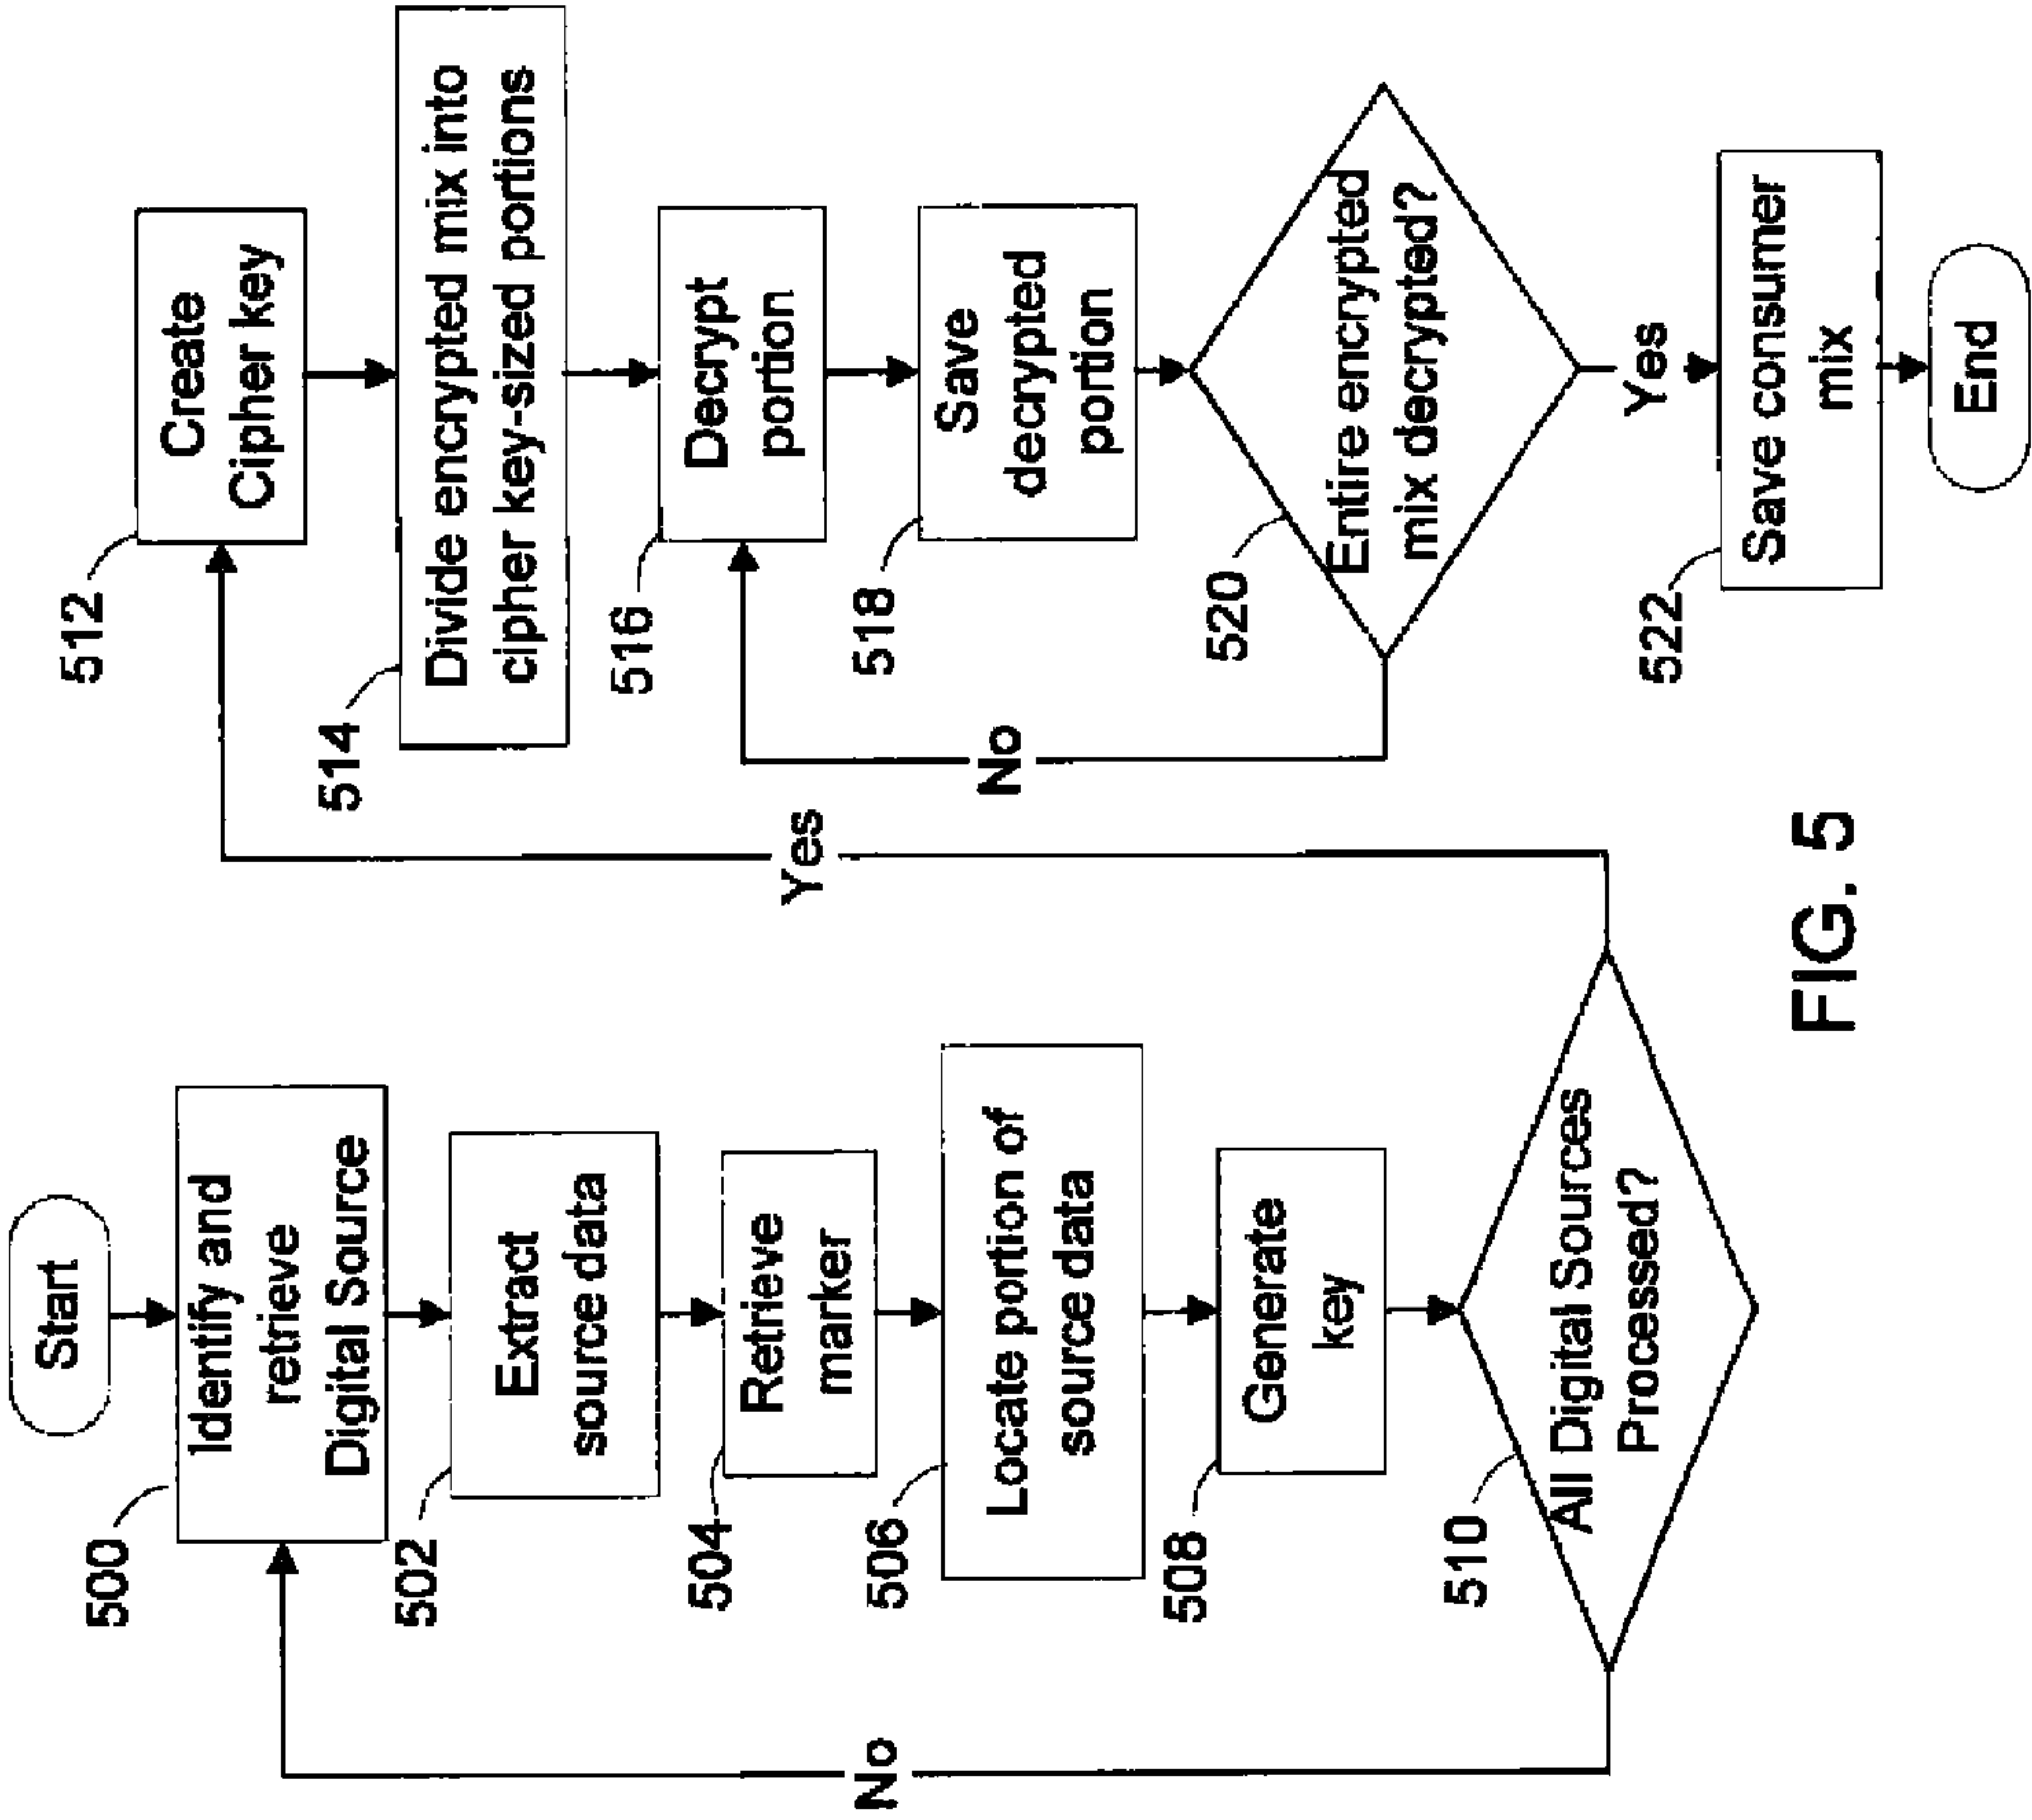 Start
500
Identify and
retrieve
Digital Source
502
Extract
source data
504
Retrieve
marker
506
Locate portion of
source data
508
Generate
key
510
All Digital Sources
Processed?
No
Yes
512
Create
Cipher key
514
Divide encrypted mix into
cipher key-sized portions
516
Decrypt
portion
518
Save
decrypted
portion
520
Entire encrypted
mix decrypted?
No
Yes
522
Save consumer
mix
End
FIG. 5